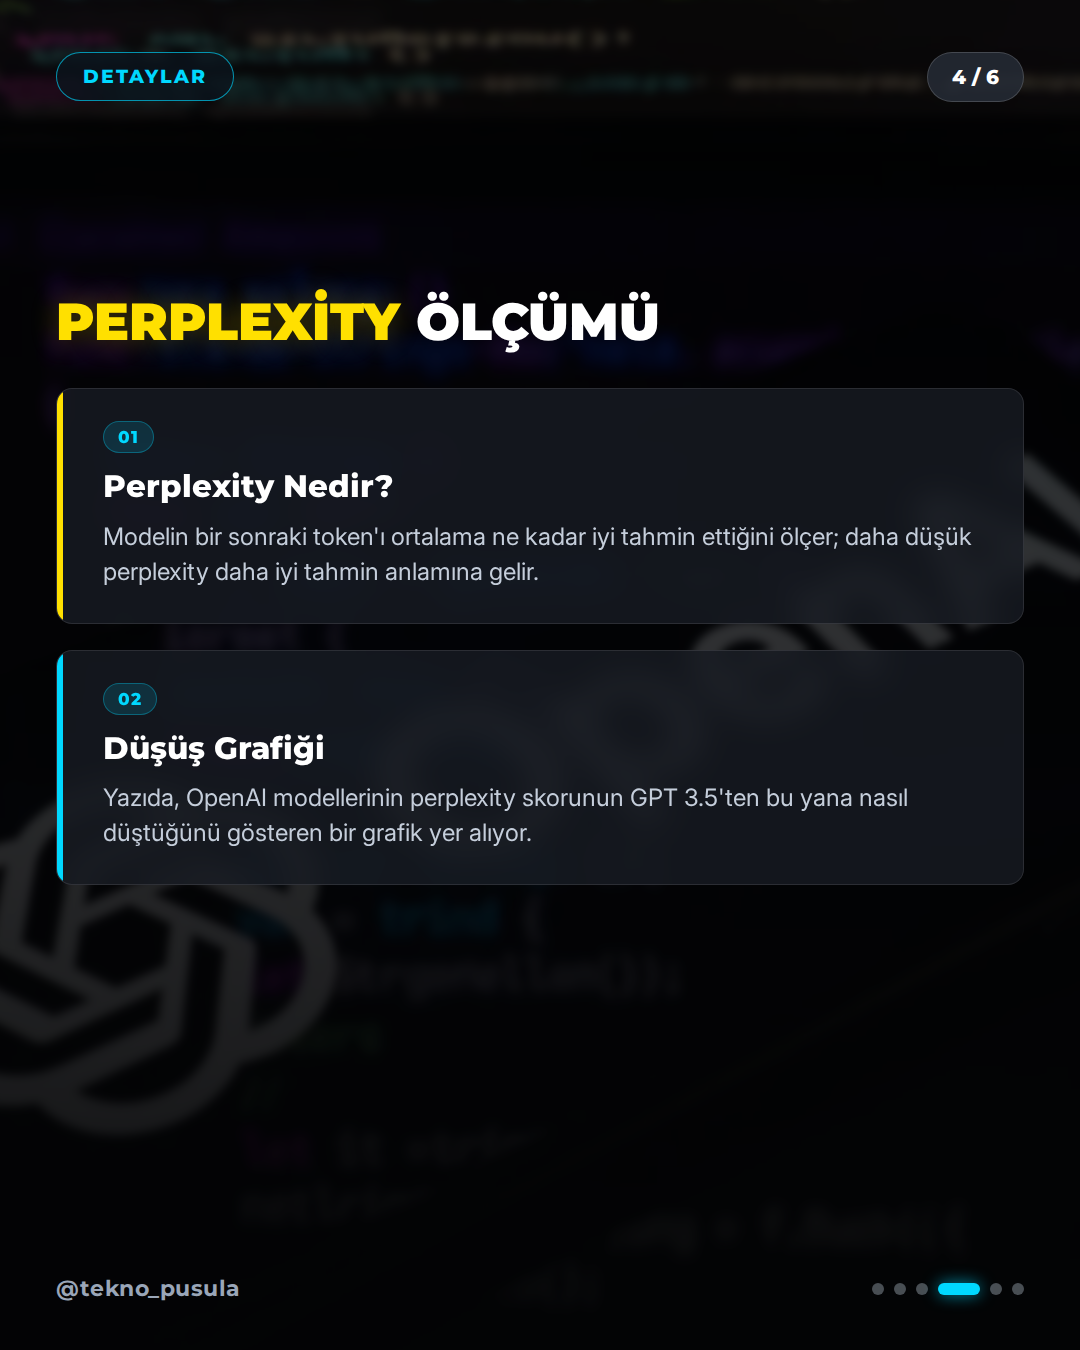 DETAYLAR
4 / 6
PERPLEXİTY ÖLÇÜMÜ
01
Perplexity Nedir?
Modelin bir sonraki token'ı ortalama ne kadar iyi tahmin ettiğini ölçer; daha düşük
perplexity daha iyi tahmin anlamına gelir.
02
Düşüş Grafiği
Yazıda, OpenAI modellerinin perplexity skorunun GPT 3.5'ten bu yana nasıl
düştüğünü gösteren bir grafik yer alıyor.
@tekno_pusula